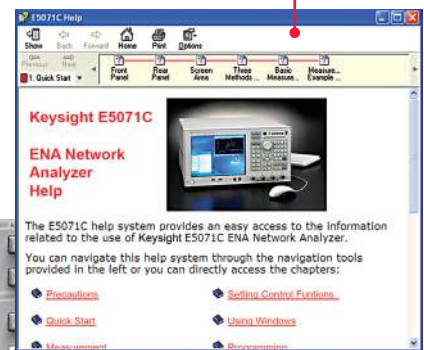 E5071C Help
Show Back Forward Home Print Options
Previous Next
1. Quick Start
Front Panel Rear Panel Screen Area Three Methods ... Basic Measure... Measure... Example ...
Keysight E5071C
ENA Network
Analyzer
Help
The E5071C help system provides an easy access to the information
related to the use of Keysight E5071C ENA Network Analyzer.
You can navigate this help system through the navigation tools
provided in the left or you can directly access the chapters:
Precautions Setting Control Funtions
Quick Start Using Windows
Measurement Programming